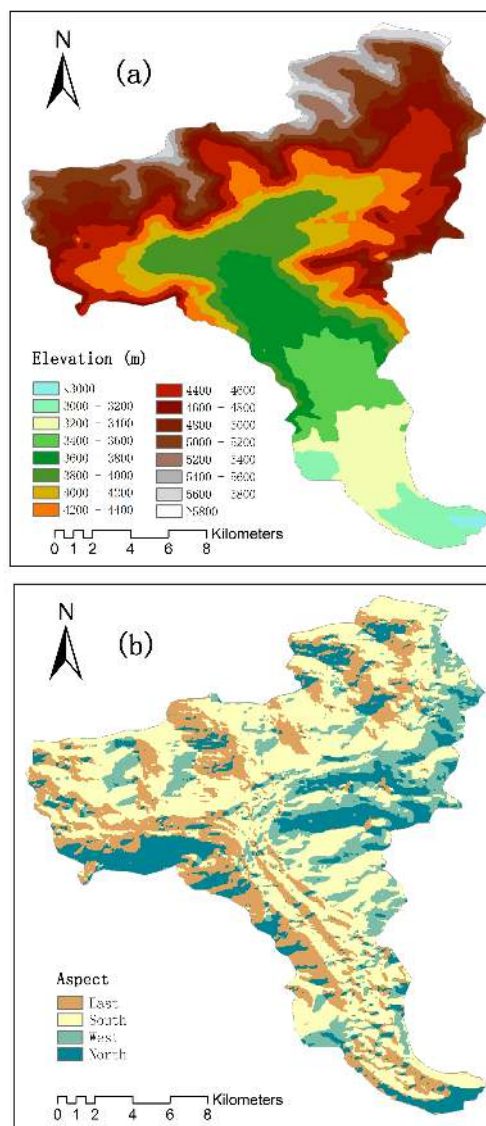 N
(a)
Elevation (m)
<3000
3000 - 3200
3200 - 3400
3400 - 3600
3600 - 3800
3800 - 4000
4000 - 4200
4200 - 4400
4400 - 4600
4600 - 4800
4800 - 5000
5000 - 5200
5200 - 5400
5400 - 5600
5600 - 5800
>5800
0 1 2 4 6 8 Kilometers
N
(b)
Aspect
East
South
West
North
0 1 2 4 6 8 Kilometers